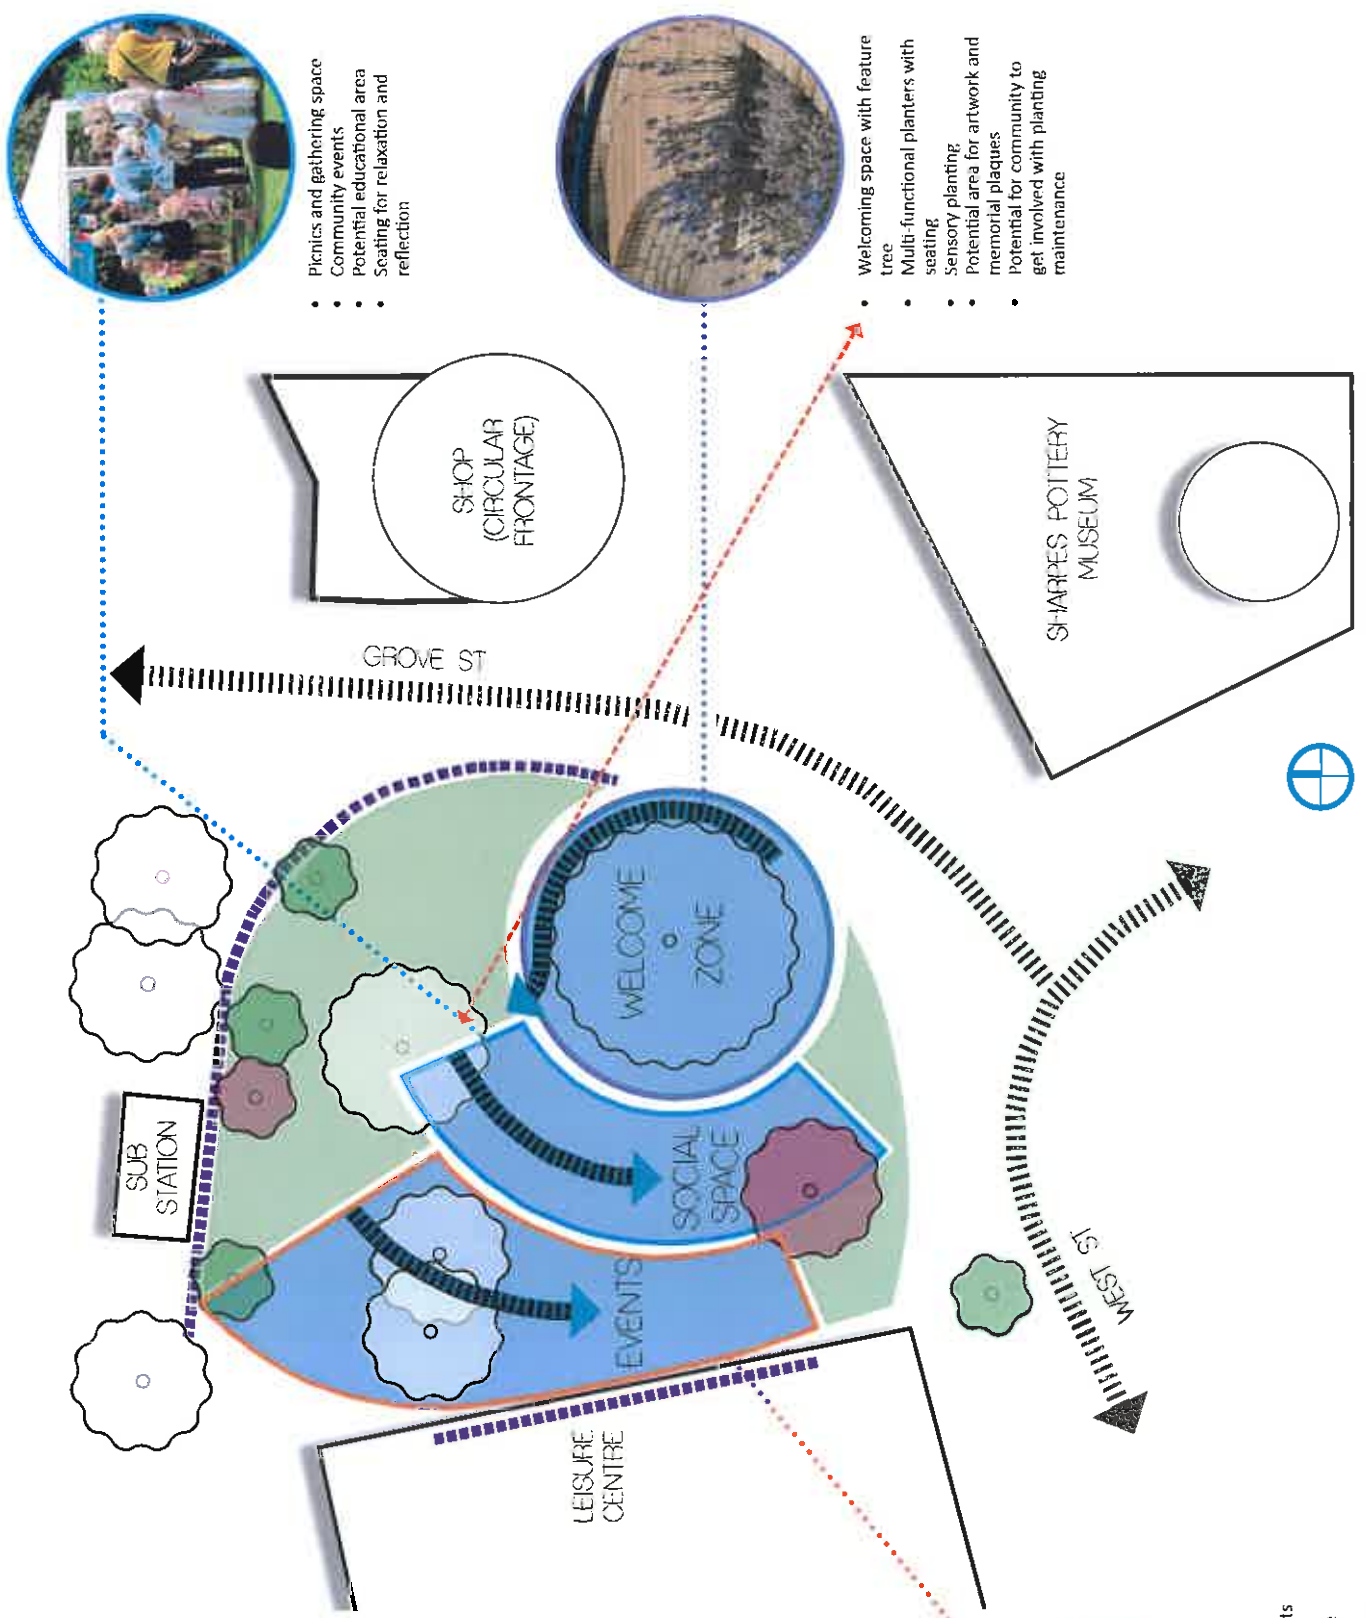 • Picnics and gathering space
• Community events
• Potential educational area
• Seating for relaxation and
reflection
• Welcoming space with feature
tree
• Multi-functional planters with
seating
• Sensory planting
• Potential area for artwork and
memorial plaques
• Potential for community to
get involved with planting
maintenance
SHOP
(CIRCULAR
FRONTAGE)
SHARPES POTTERY
MUSEUM
GROVE ST
WELCOME
ZONE
SUB
STATION
SOCIAL
SPACE
EVENTS
WEST ST
LEISURE
CENTRE